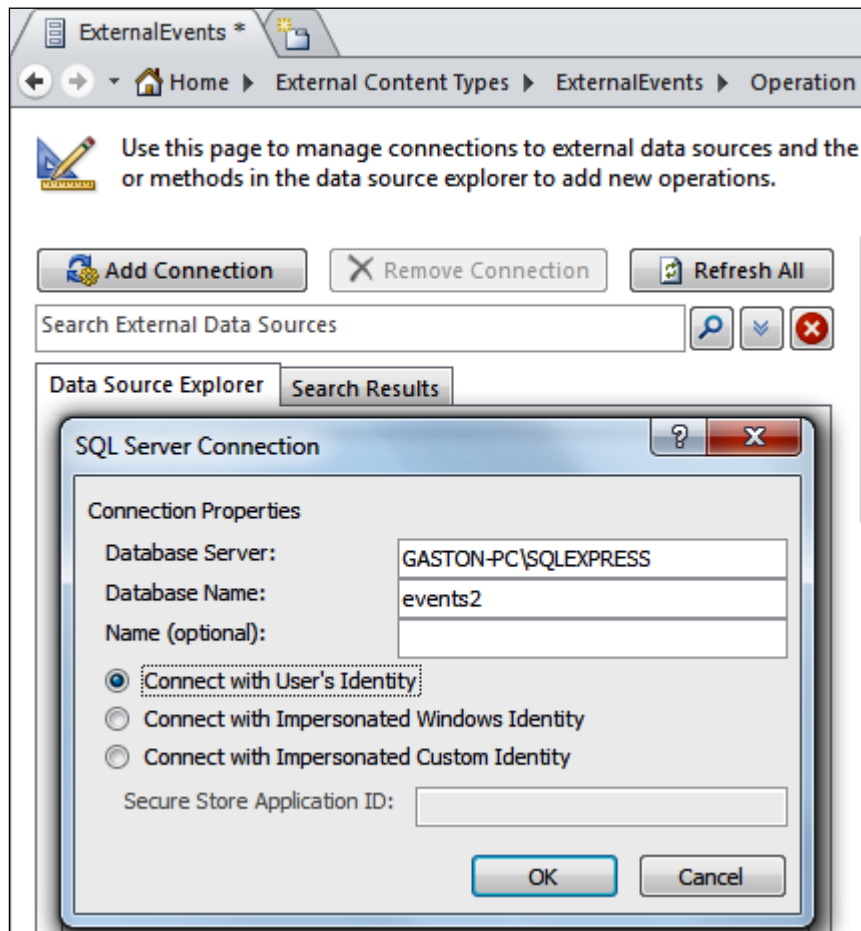 ExternalEvents *
Home External Content Types ExternalEvents Operation
Use this page to manage connections to external data sources and the
or methods in the data source explorer to add new operations.
Add Connection Remove Connection Refresh All
Search External Data Sources
Data Source Explorer Search Results
SQL Server Connection
Connection Properties
Database Server: GASTON-PC\SQLEXPRESS
Database Name: events2
Name (optional):
Connect with User's Identity
Connect with Impersonated Windows Identity
Connect with Impersonated Custom Identity
Secure Store Application ID:
OK Cancel